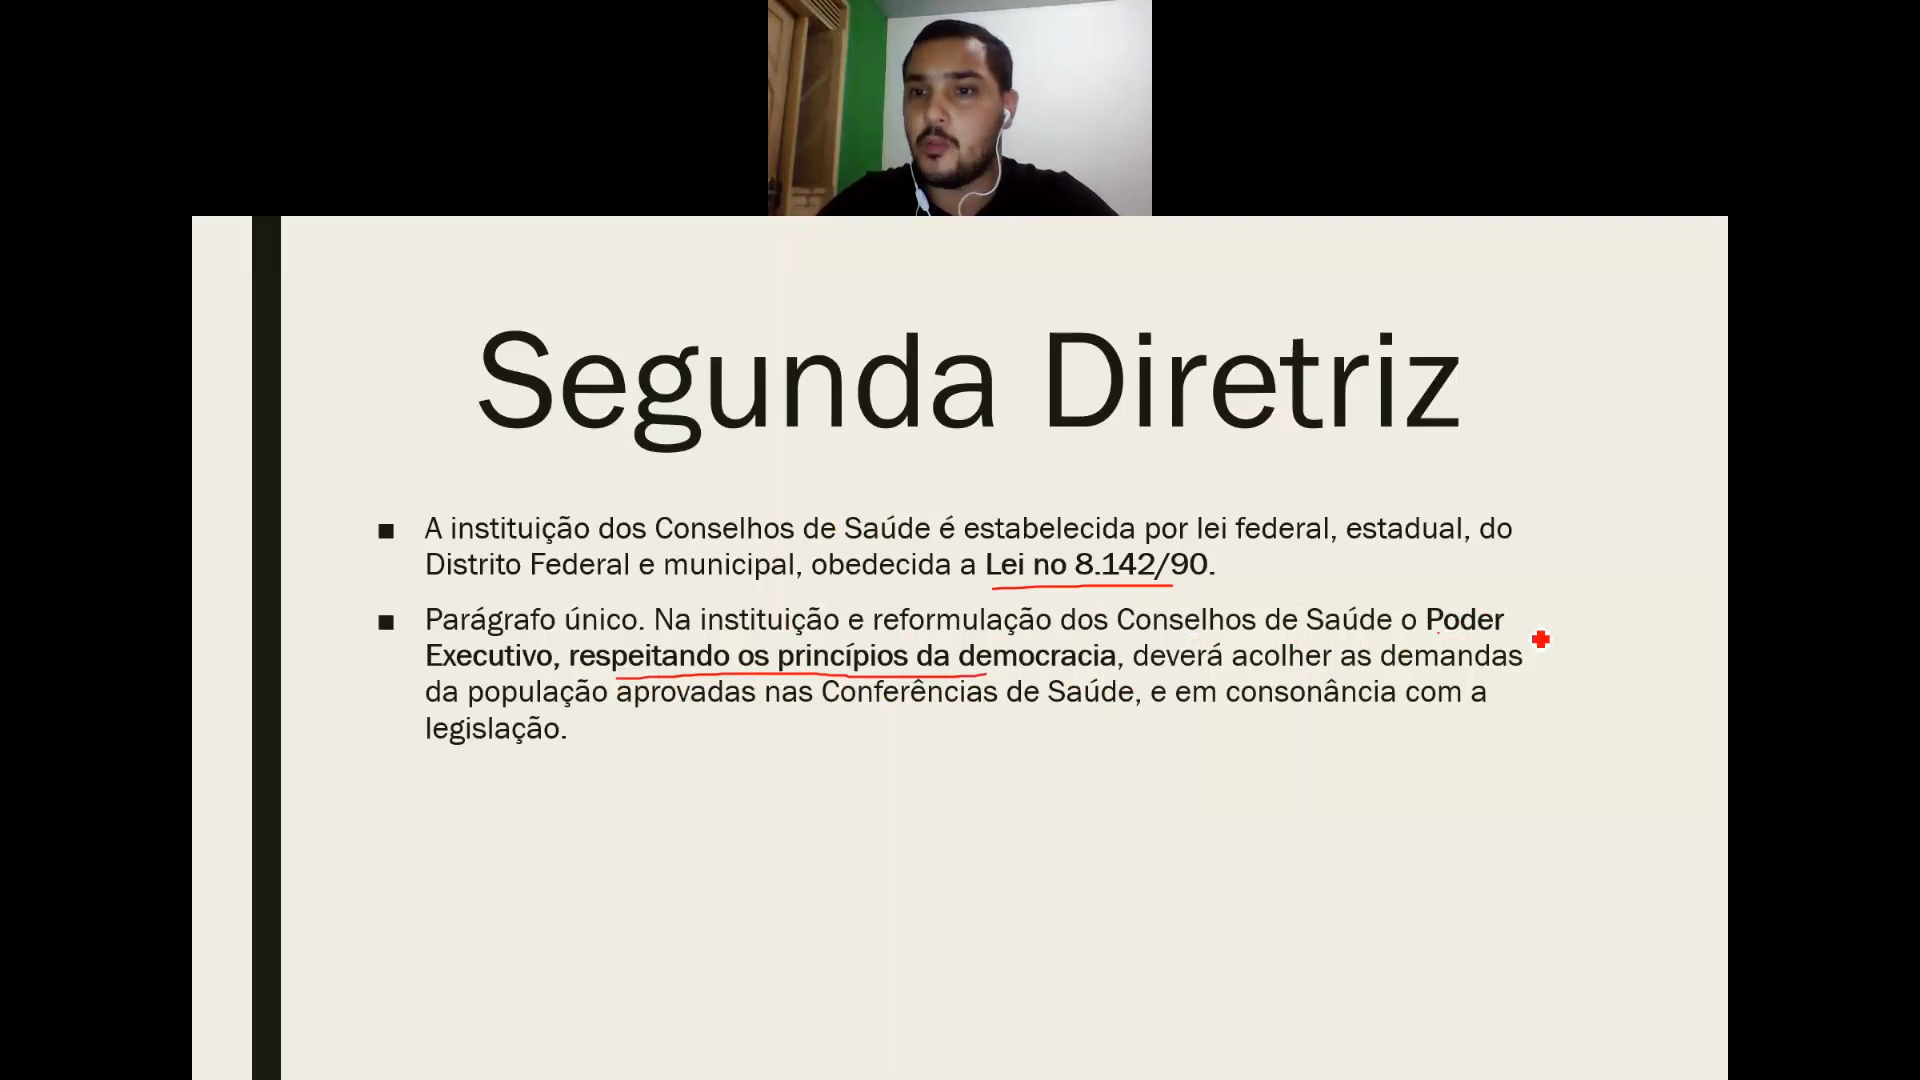 Segunda Diretriz
■ A instituição dos Conselhos de Saúde é estabelecida por lei federal, estadual, do
Distrito Federal e municipal, obedecida a Lei no 8.142/90.
■ Parágrafo único. Na instituição e reformulação dos Conselhos de Saúde o Poder
Executivo, respeitando os princípios da democracia, deverá acolher as demandas
da população aprovadas nas Conferências de Saúde, e em consonância com a
legislação.